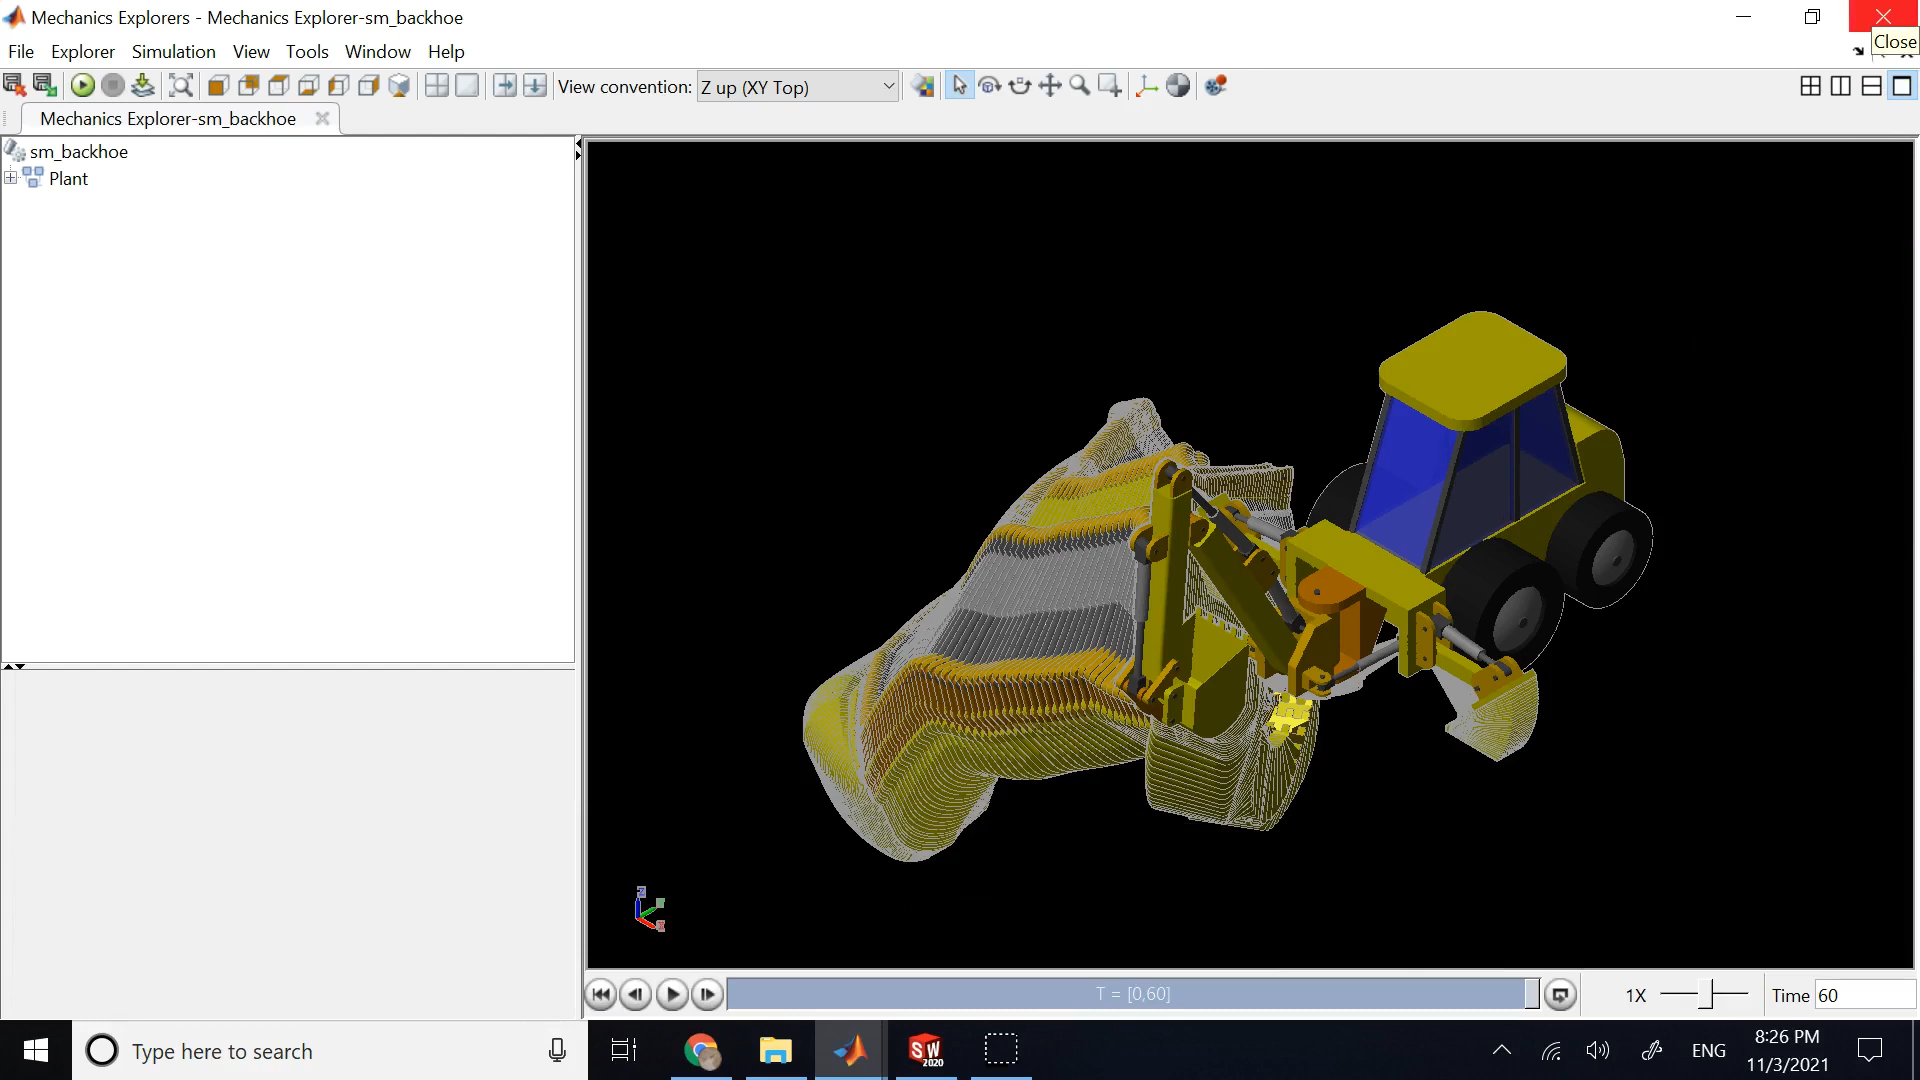 Mechanics Explorers - Mechanics Explorer-sm_backhoe
Close
File Explorer Simulation View Tools Window Help
View convention: Z up (XY Top)
Mechanics Explorer-sm_backhoe
sm_backhoe
Plant
T = [0,60]
1X
Time 60
Type here to search
SW
2020
ENG
8:26 PM
11/3/2021